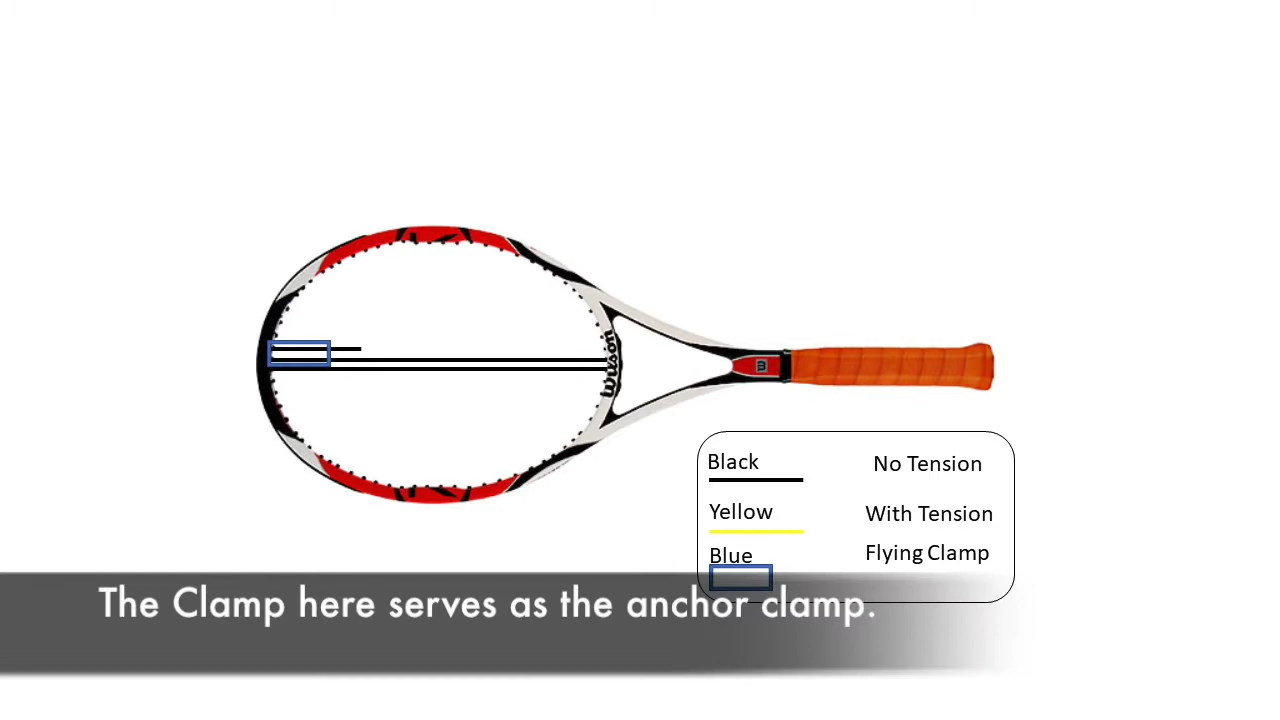 Wilson
W
Black No Tension
Yellow With Tension
Blue Flying Clamp
The Clamp here serves as the anchor clamp.